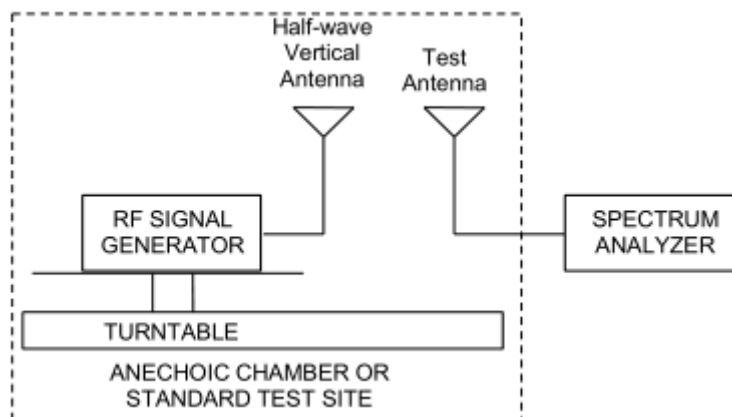 Half-wave
Vertical
Antenna
Test
Antenna
RF SIGNAL
GENERATOR
SPECTRUM
ANALYZER
TURNTABLE
ANECHOIC CHAMBER OR
STANDARD TEST SITE